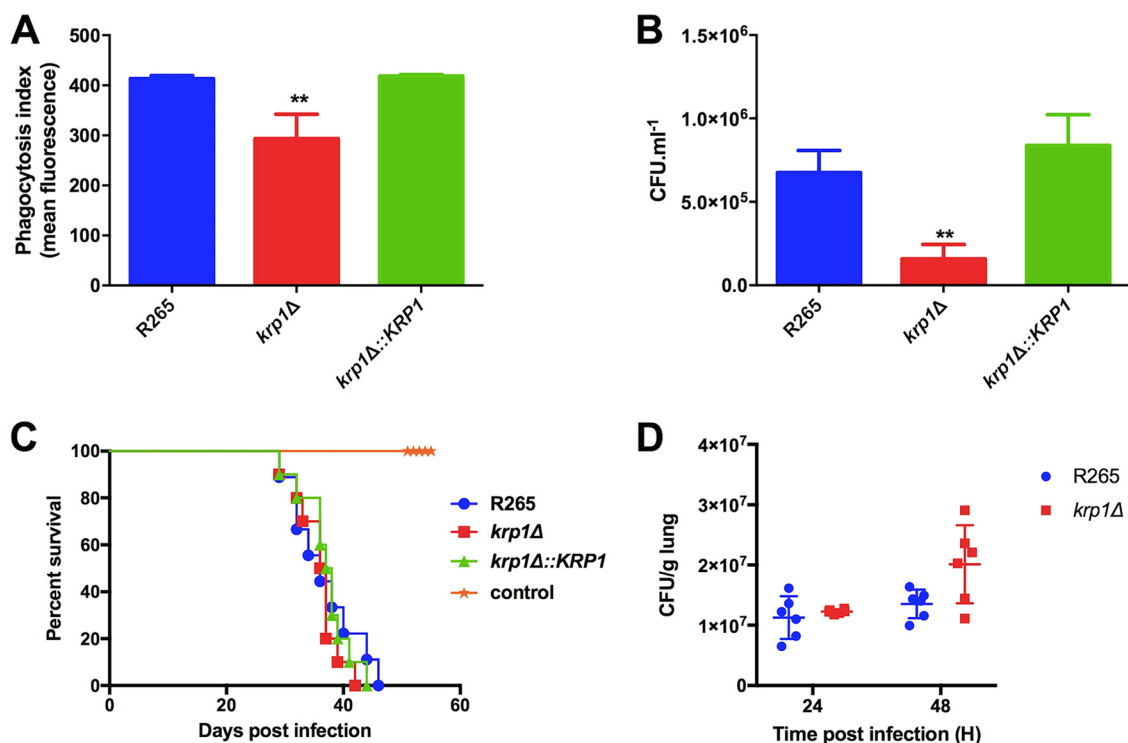 A
Phagocytosis index
(mean fluorescence)
500
400
300
200
100
0
**
R265
krp1Δ
krp1Δ::KRP1
B
CFU.ml⁻¹
1.5×10⁶
1.0×10⁶
5.0×10⁵
0.0
**
R265
krp1Δ
krp1Δ::KRP1
C
Percent survival
100
80
60
40
20
0
0 20 40 60
Days post infection
R265
krp1Δ
krp1Δ::KRP1
control
D
CFU/g lung
4×10⁷
3×10⁷
2×10⁷
1×10⁷
0
24 48
Time post infection (H)
R265
krp1Δ